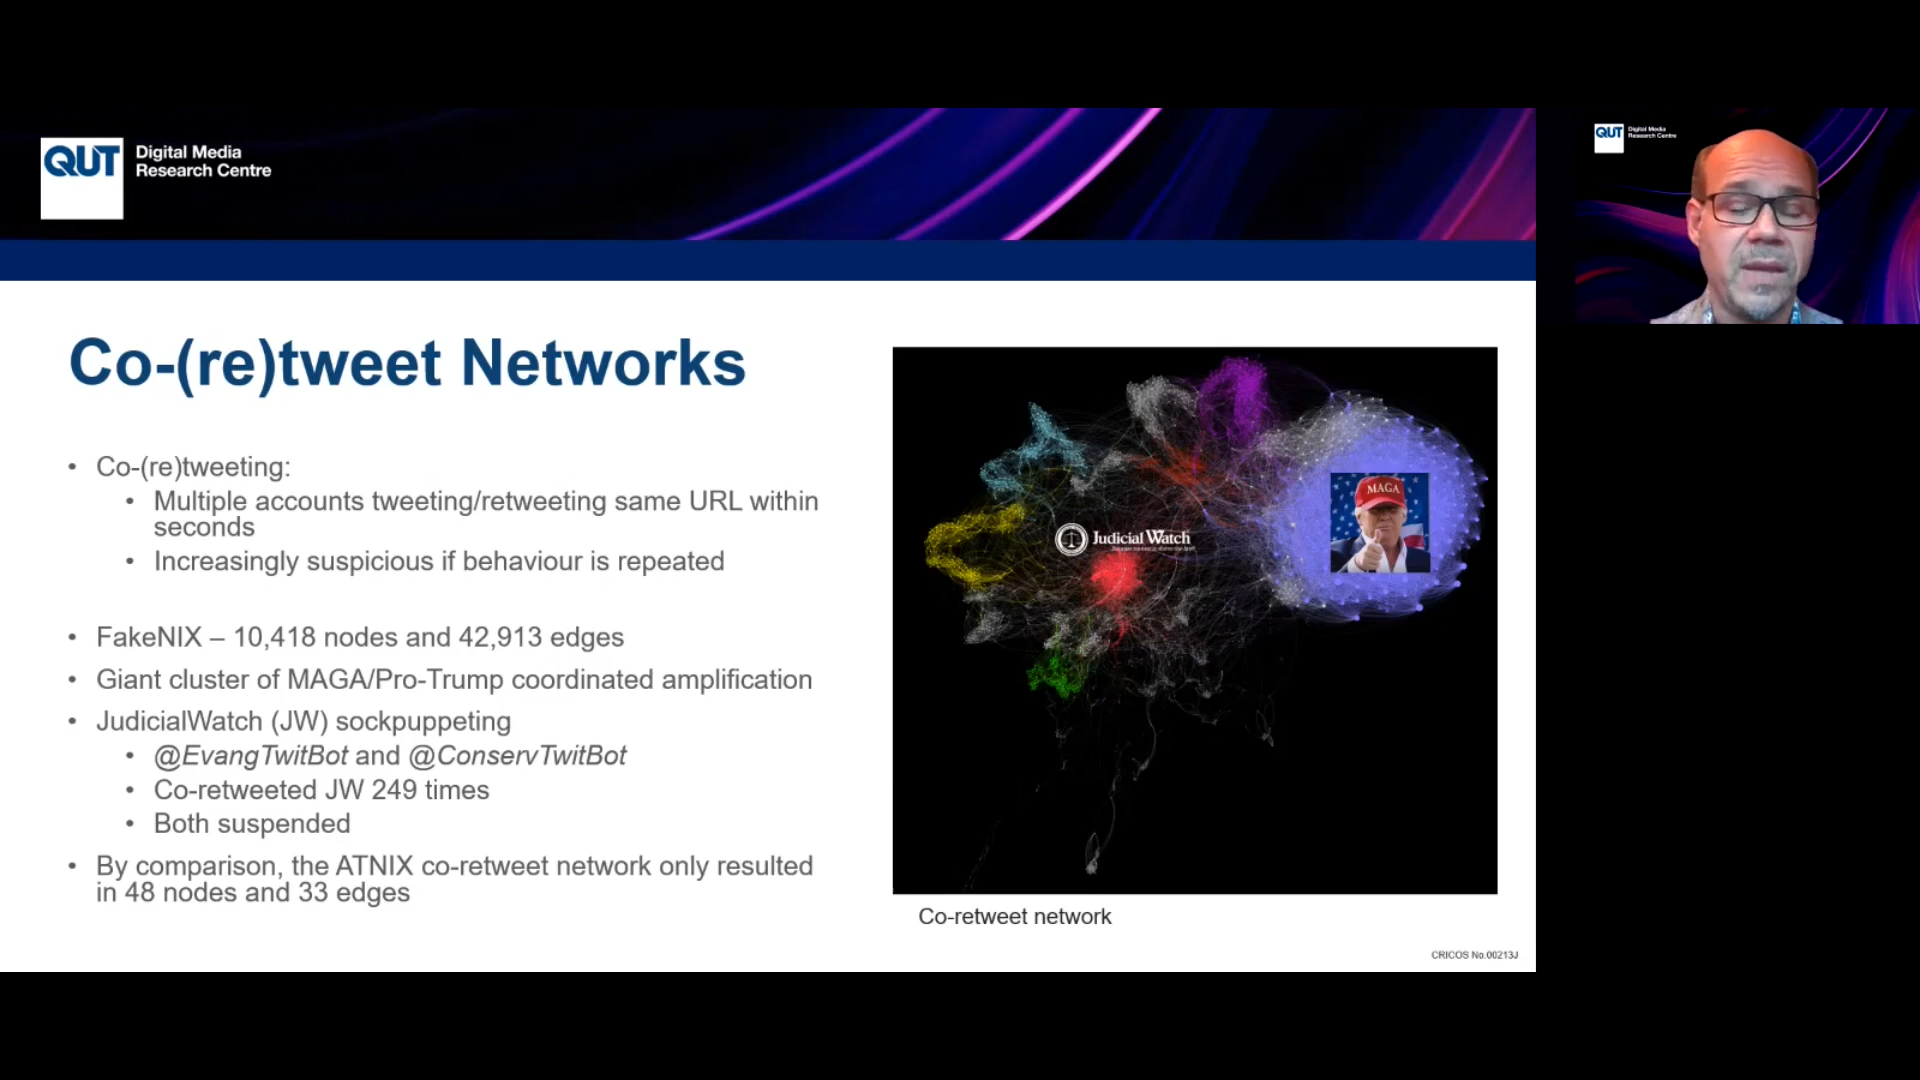 QUT
Digital Media
Research Centre
Co-(re)tweet Networks
• Co-(re)tweeting:
• Multiple accounts tweeting/retweeting same URL within
seconds
• Increasingly suspicious if behaviour is repeated
• FakeNIX – 10,418 nodes and 42,913 edges
• Giant cluster of MAGA/Pro-Trump coordinated amplification
• JudicialWatch (JW) sockpuppeting
• @EvangTwitBot and @ConservTwitBot
• Co-retweeted JW 249 times
• Both suspended
• By comparison, the ATNIX co-retweet network only resulted
in 48 nodes and 33 edges
Judicial Watch
MAGA
Co-retweet network
CRICOS No.00213J
QUT
Digital Media
Research Centre